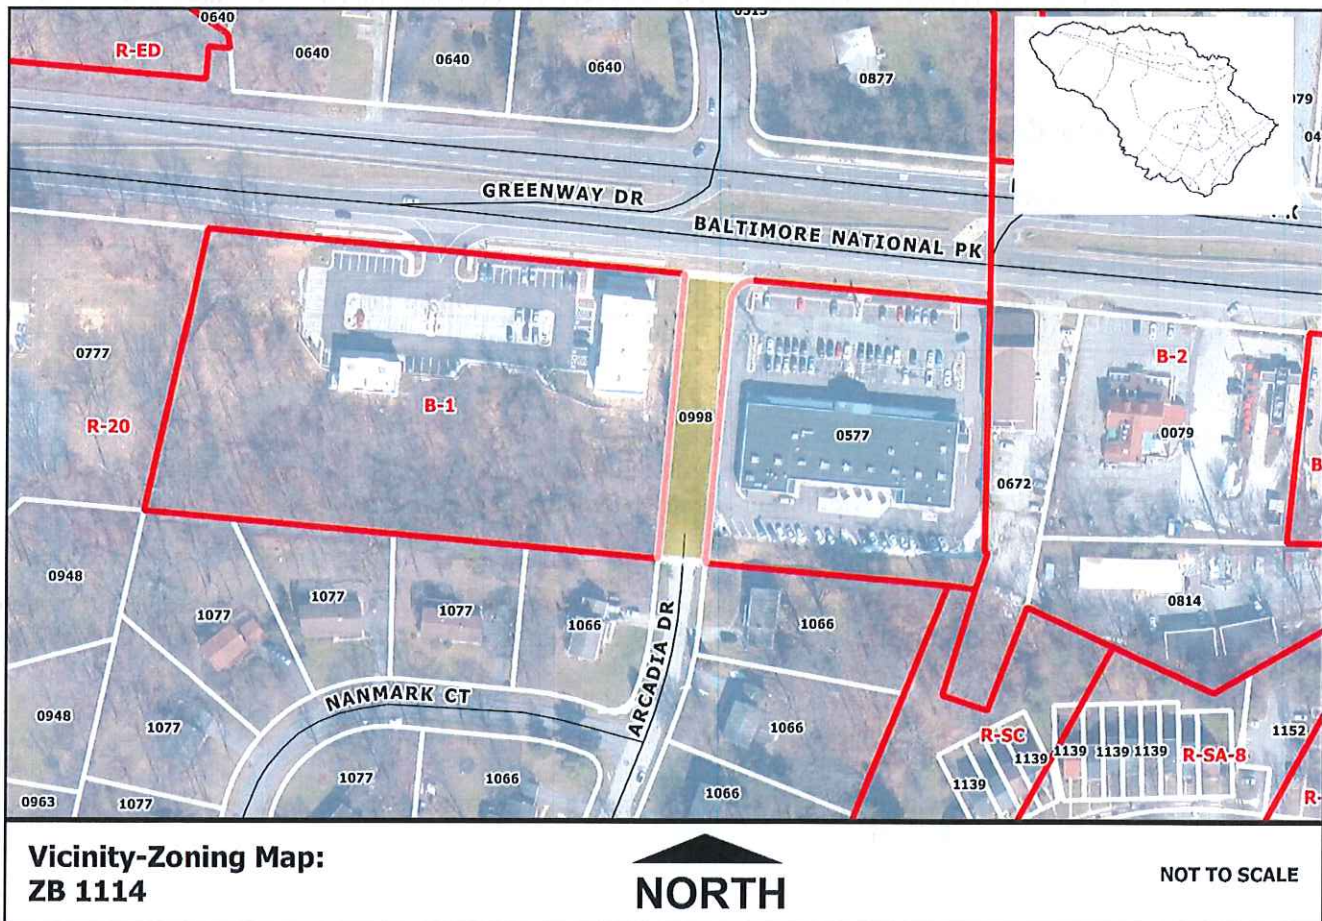 0640
R-ED
0640
0640
0640
0877
GREENWAY DR
BALTIMORE NATIONAL PK
0777
B-1
R-20
0998
0577
B-2
0079
0672
0948
1077
1077
1077
1066
1066
0814
ARCADIA DR
NANMARK CT
0948
1077
1066
R-SC
1139
1139
1139
1139
1139
R-SA-8
1152
0963
1077
1077
1066
1066
Vicinity-Zoning Map:
ZB 1114
NORTH
NOT TO SCALE